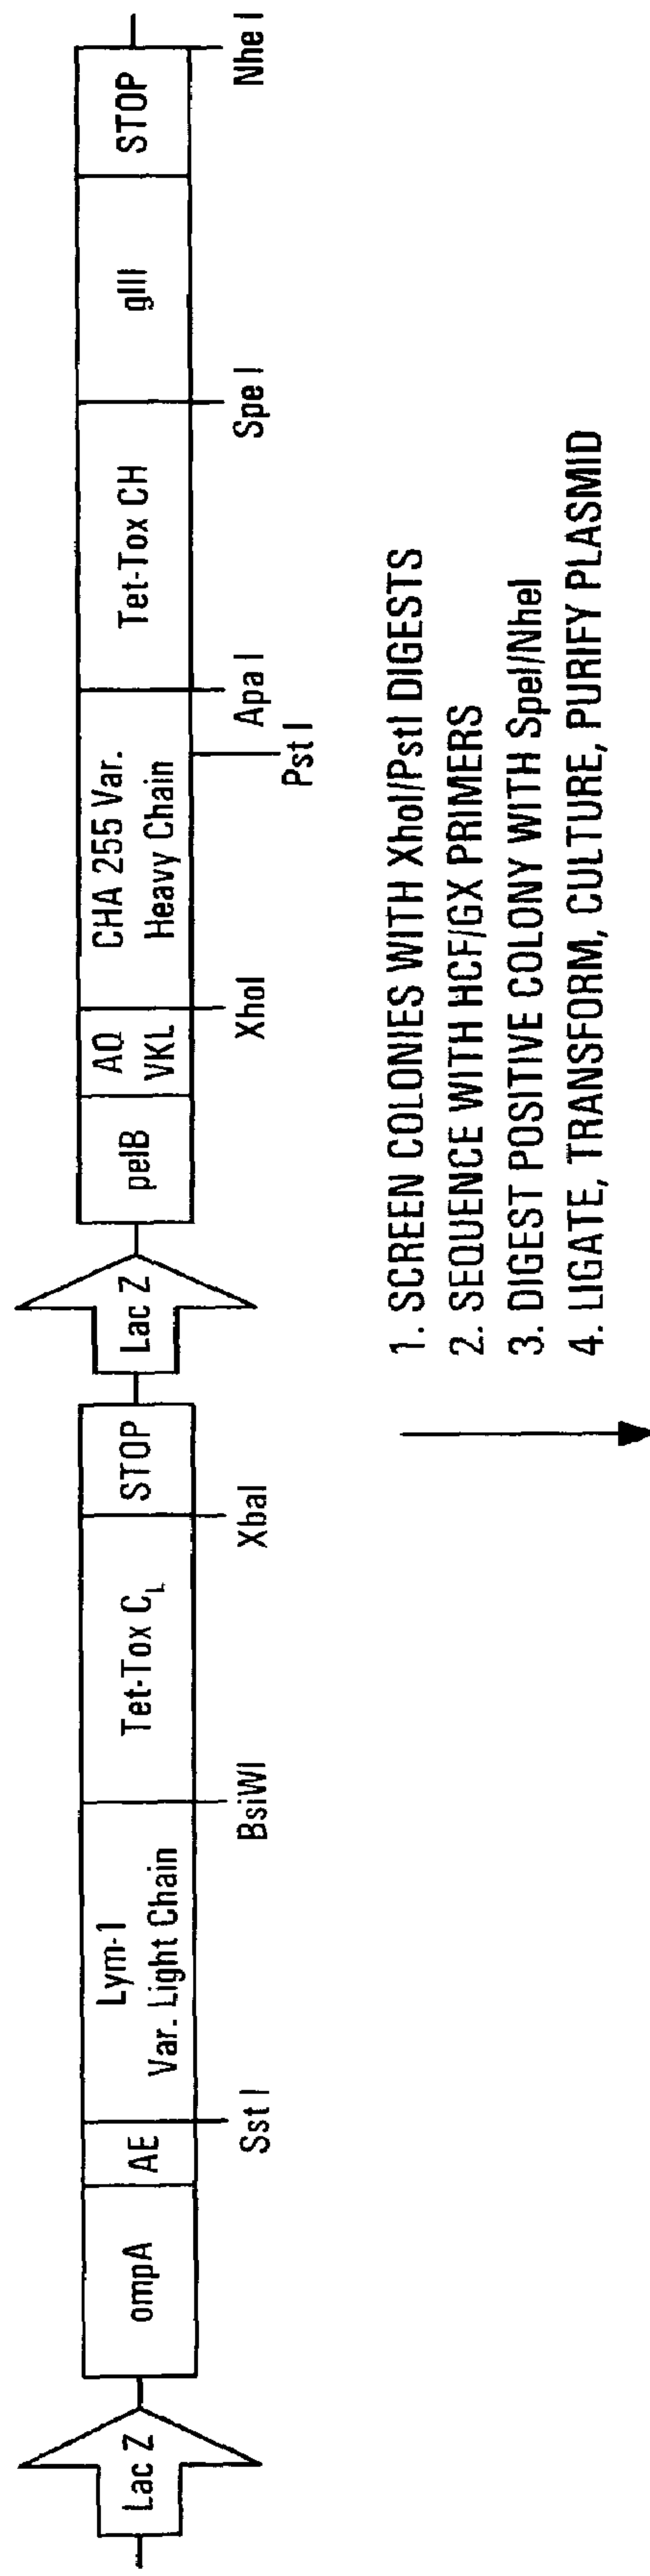 Lac Z
ompA
AE
Lym-1
Var. Light Chain
Tet-Tox CL
STOP
Lac Z
pelB
AQ
VKL
CHA 255 Var.
Heavy Chain
Tet-Tox CH
gIII
STOP
Sst I
BsiWI
XbaI
XhoI
Pst I
Apa I
Spe I
Nhe I
1. SCREEN COLONIES WITH XhoI/PstI DIGESTS
2. SEQUENCE WITH HCF/GX PRIMERS
3. DIGEST POSITIVE COLONY WITH SpeI/NheI
4. LIGATE, TRANSFORM, CULTURE, PURIFY PLASMID